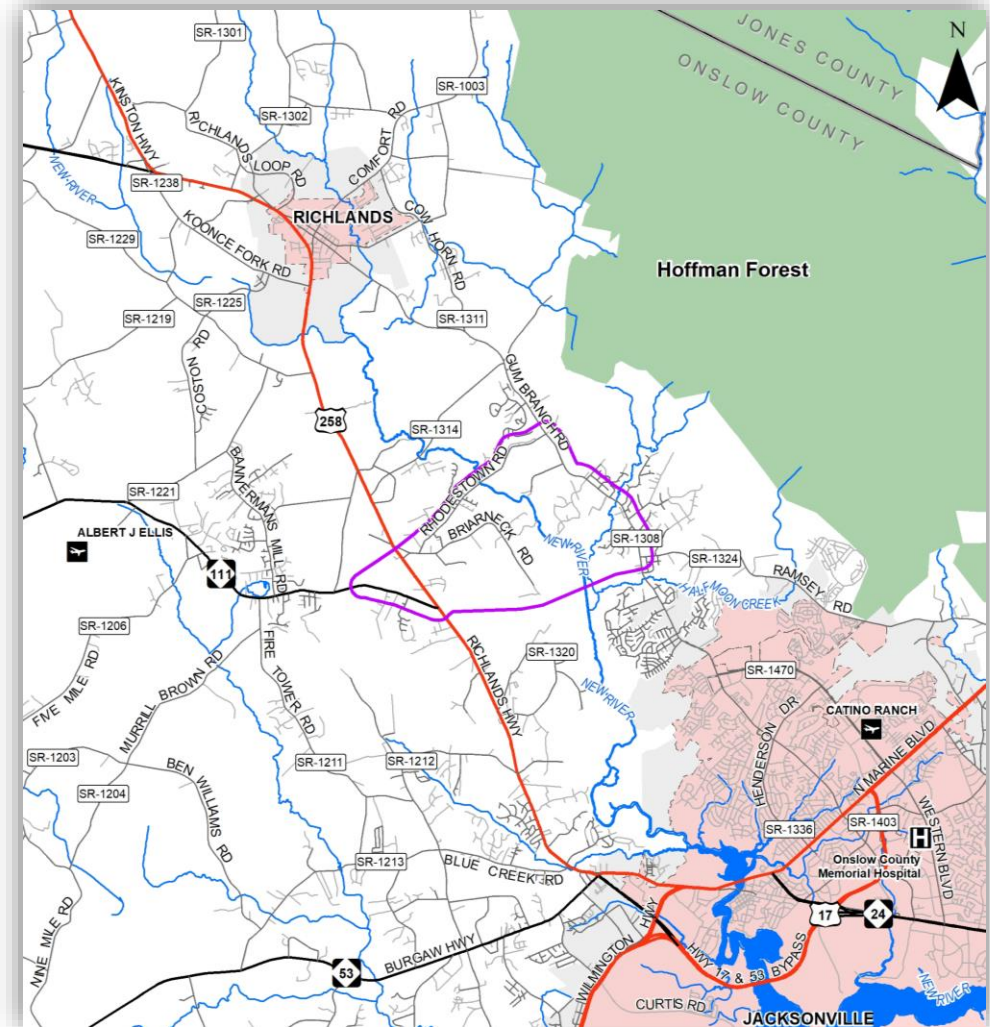 JONES COUNTY
ONSLOW COUNTY
N
SR-1301
KINSTON HWY
SR-1003
SR-1302
RICHLANDS LOOP RD
COMFORT RD
NEW RIVER
SR-1238
RICHLANDS
KOONCE FORK RD
COW HORN RD
SR-1229
Hoffman Forest
SR-1225
SR-1219
SR-1311
COSTON RD
GUM BRANCH RD
258
SR-1314
RHODESTOWN RD
BANNERMANS MILL RD
SR-1221
BRIARNECK RD
ALBERT J ELLIS
NEW RIVER
SR-1308
SR-1324
111
RAMSEY RD
HALF MOON CREEK
SR-1206
FIVE MILE RD
MURRILL BROWN RD
FIRE TOWER RD
RICHLANDS HWY
SR-1320
SR-1470
NEW RIVER
HENDERSON DR
CATINO RANCH
N MARINE BLVD
SR-1203
SR-1211
SR-1212
SR-1204
BEN WILLIAMS RD
SR-1336
SR-1403
WESTERN BLVD
H
SR-1213
BLUE CREEK RD
Onslow County
Memorial Hospital
NINE MILE RD
17
24
WILMINGTON HWY
HWY 17 & 53 BYPASS
BURGAW HWY
53
NEW RIVER
CURTIS RD
JACKSONVILLE